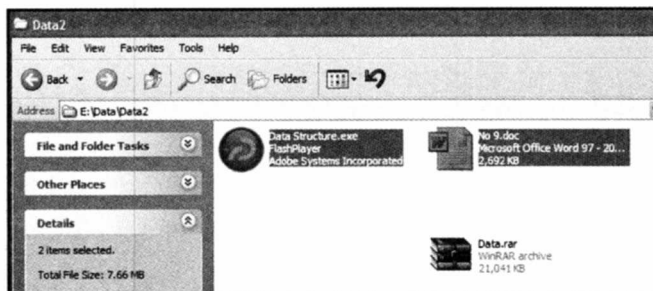 Data2
File Edit View Favorites Tools Help
Back Search Folders
Address E:\Data\Data2
File and Folder Tasks
Other Places
Details
2 items selected.
Total File Size: 7.66 MB
Data Structure.exe
FlashPlayer
Adobe Systems Incorporated
No 9.doc
Microsoft Office Word 97 - 20...
2,692 KB
Data.rar
WinRAR archive
21,041 KB